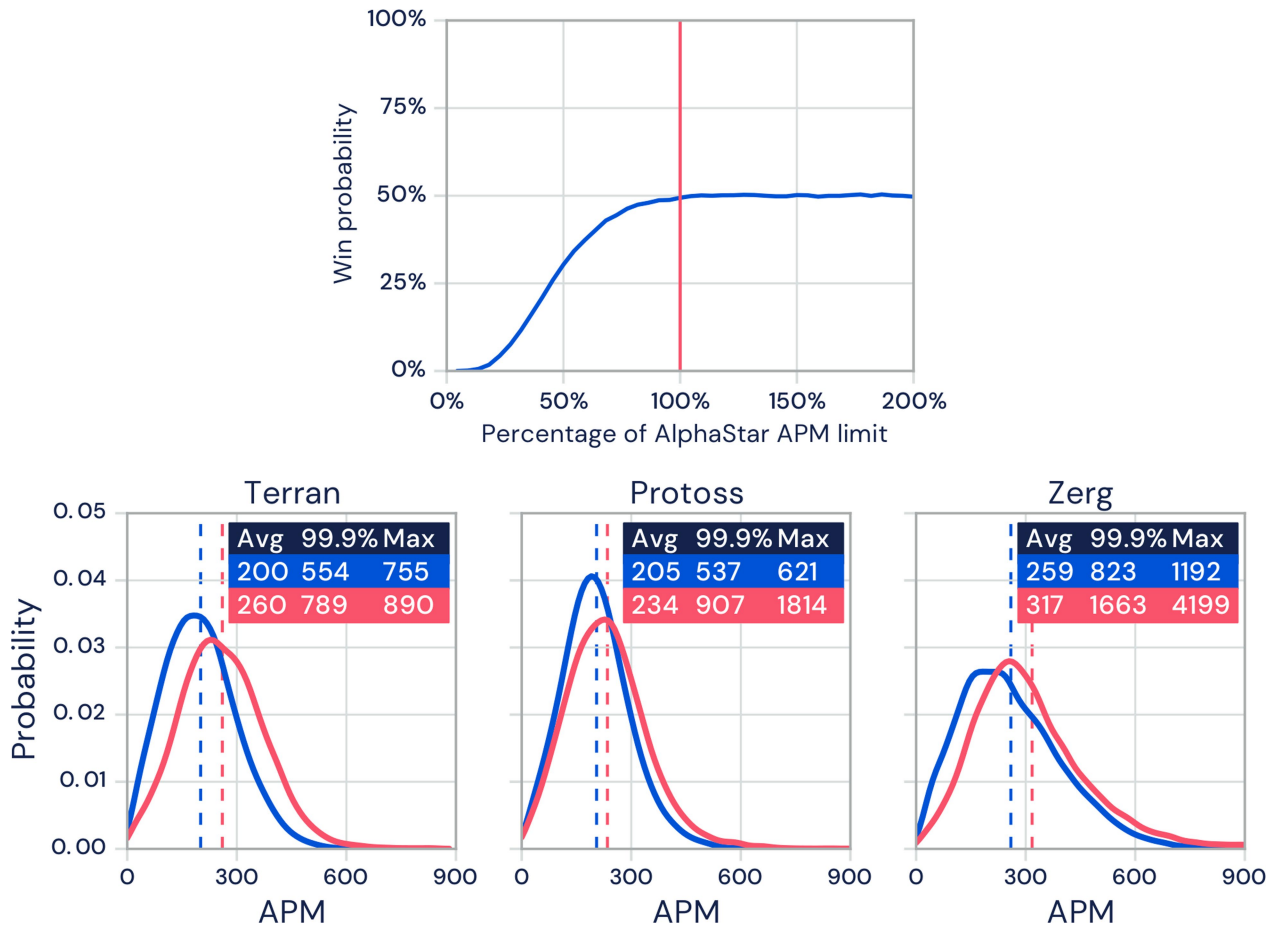 100%
75%
50%
25%
0%
Win probability
0% 50% 100% 150% 200%
Percentage of AlphaStar APM limit
Terran
Protoss
Zerg
Probability
0.05
0.04
0.03
0.02
0.01
0.00
Avg 99.9% Max
200 554 755
260 789 890
0 300 600 900
APM
Avg 99.9% Max
205 537 621
234 907 1814
0 300 600 900
APM
Avg 99.9% Max
259 823 1192
317 1663 4199
0 300 600 900
APM